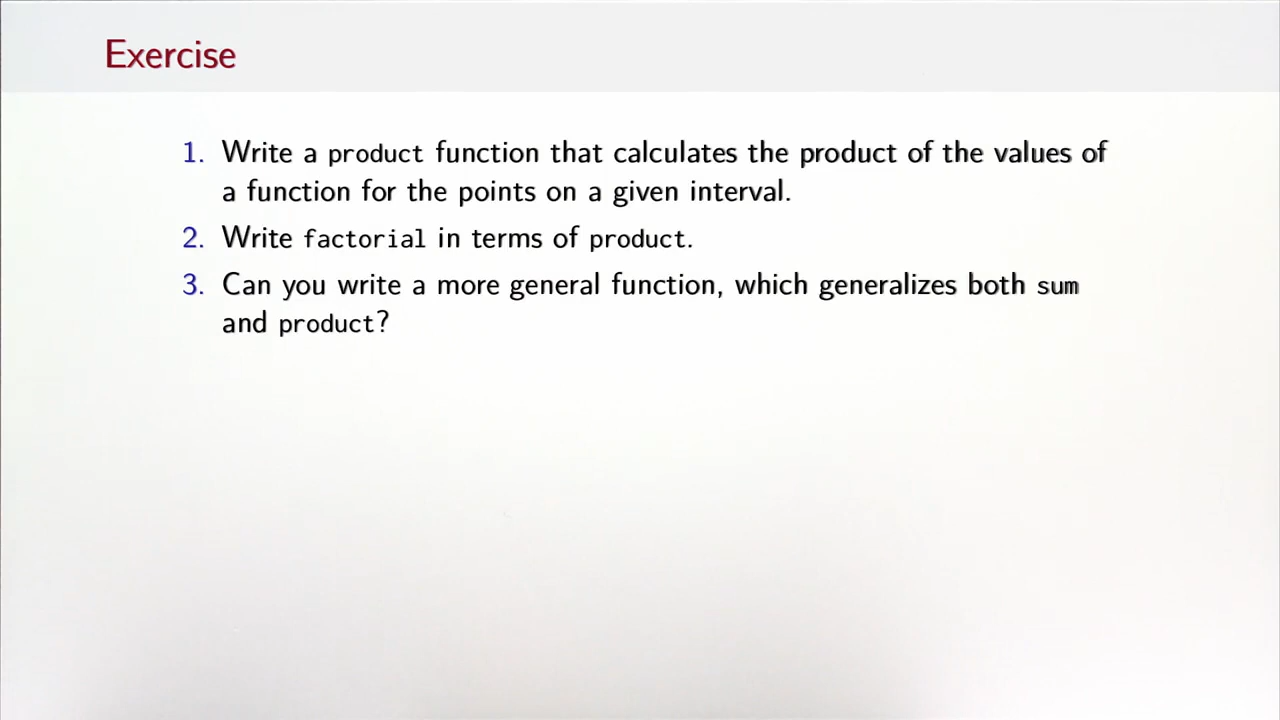 Exercise
1. Write a product function that calculates the product of the values of
a function for the points on a given interval.
2. Write factorial in terms of product.
3. Can you write a more general function, which generalizes both sum
and product?